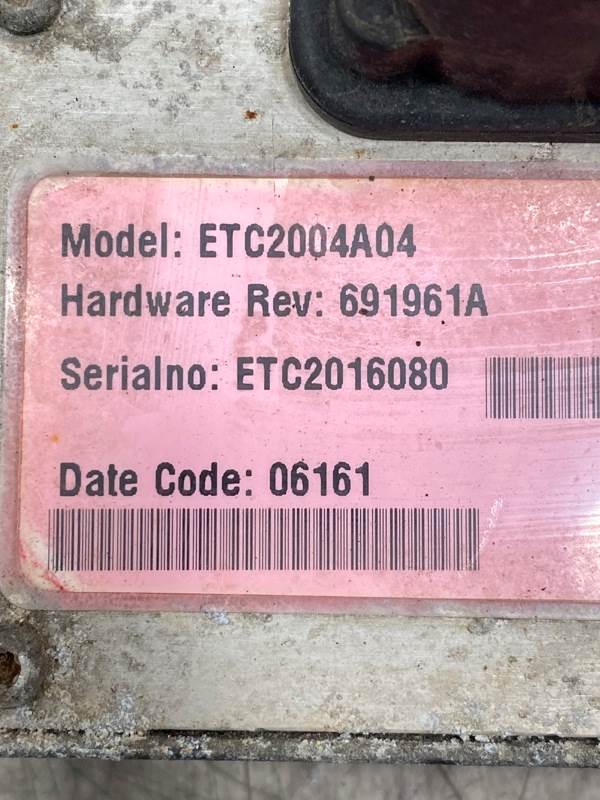 Model: ETC2004A04
Hardware Rev: 691961A
Serialno: ETC2016080
Date Code: 06161